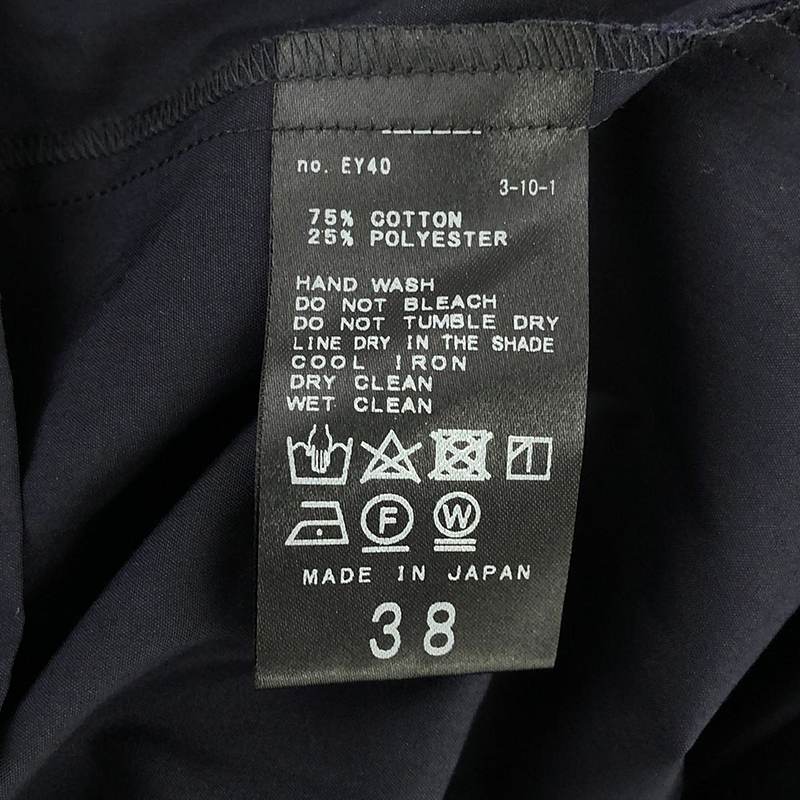 no. EY40
3-10-1
75% COTTON
25% POLYESTER
HAND WASH
DO NOT BLEACH
DO NOT TUMBLE DRY
LINE DRY IN THE SHADE
COOL IRON
DRY CLEAN
WET CLEAN
F W
MADE IN JAPAN
38